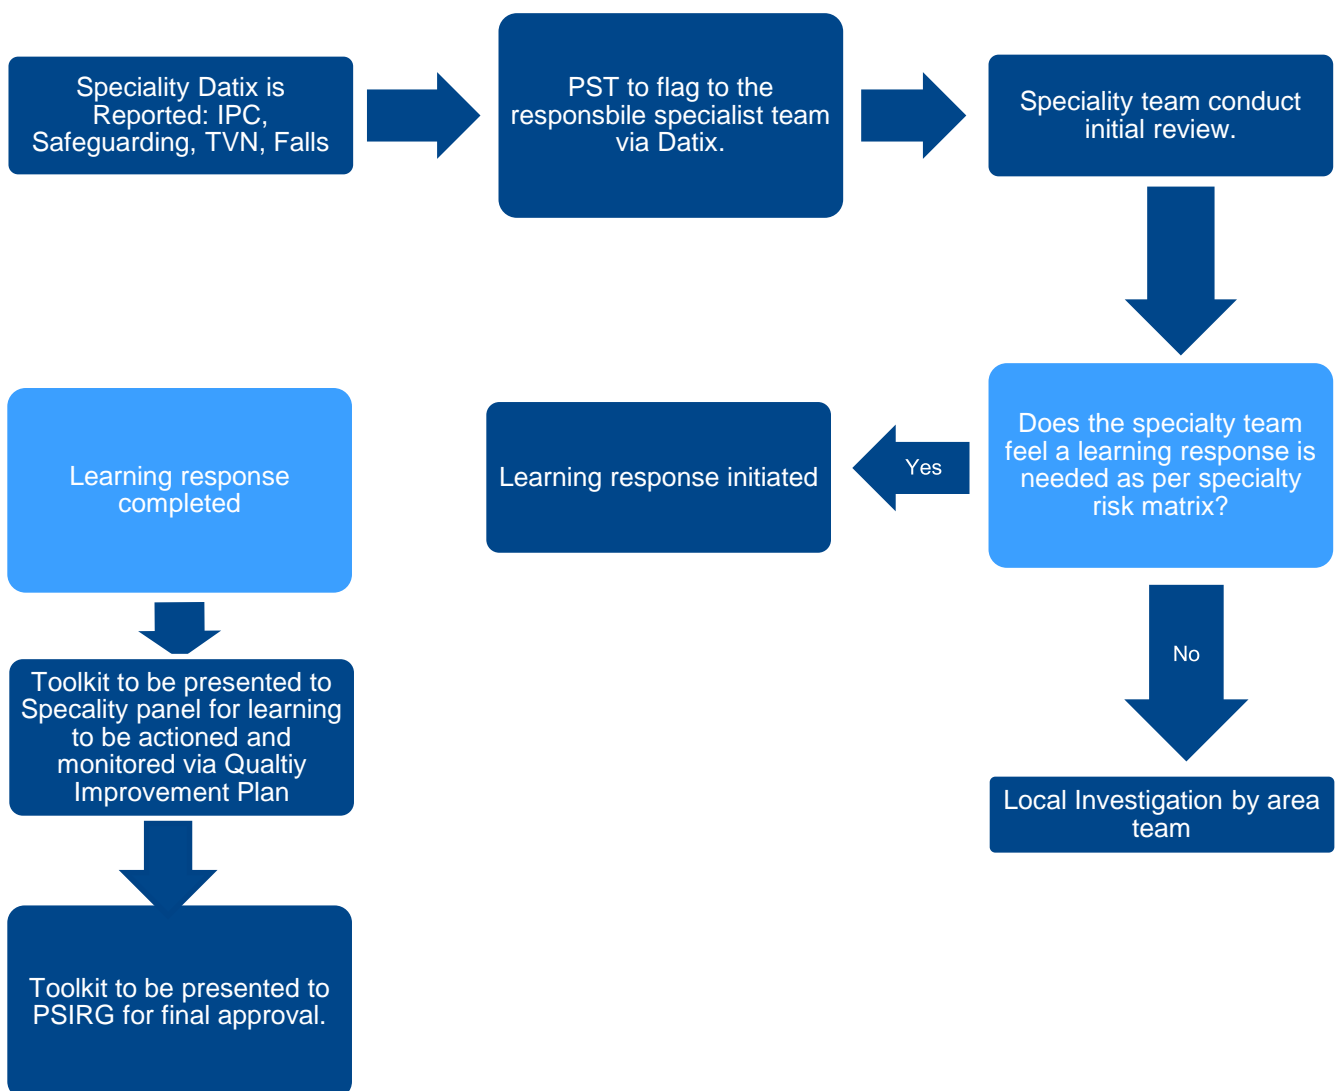 Speciality Datix is
Reported: IPC,
Safeguarding, TVN, Falls
PST to flag to the
responsbile specialist team
via Datix.
Speciality team conduct
initial review.
Does the specialty team
feel a learning response is
needed as per specialty
risk matrix?
Yes
Learning response initiated
No
Local Investigation by area
team
Learning response
completed
Toolkit to be presented to
Specality panel for learning
to be actioned and
monitored via Qualtiy
Improvement Plan
Toolkit to be presented to
PSIRG for final approval.